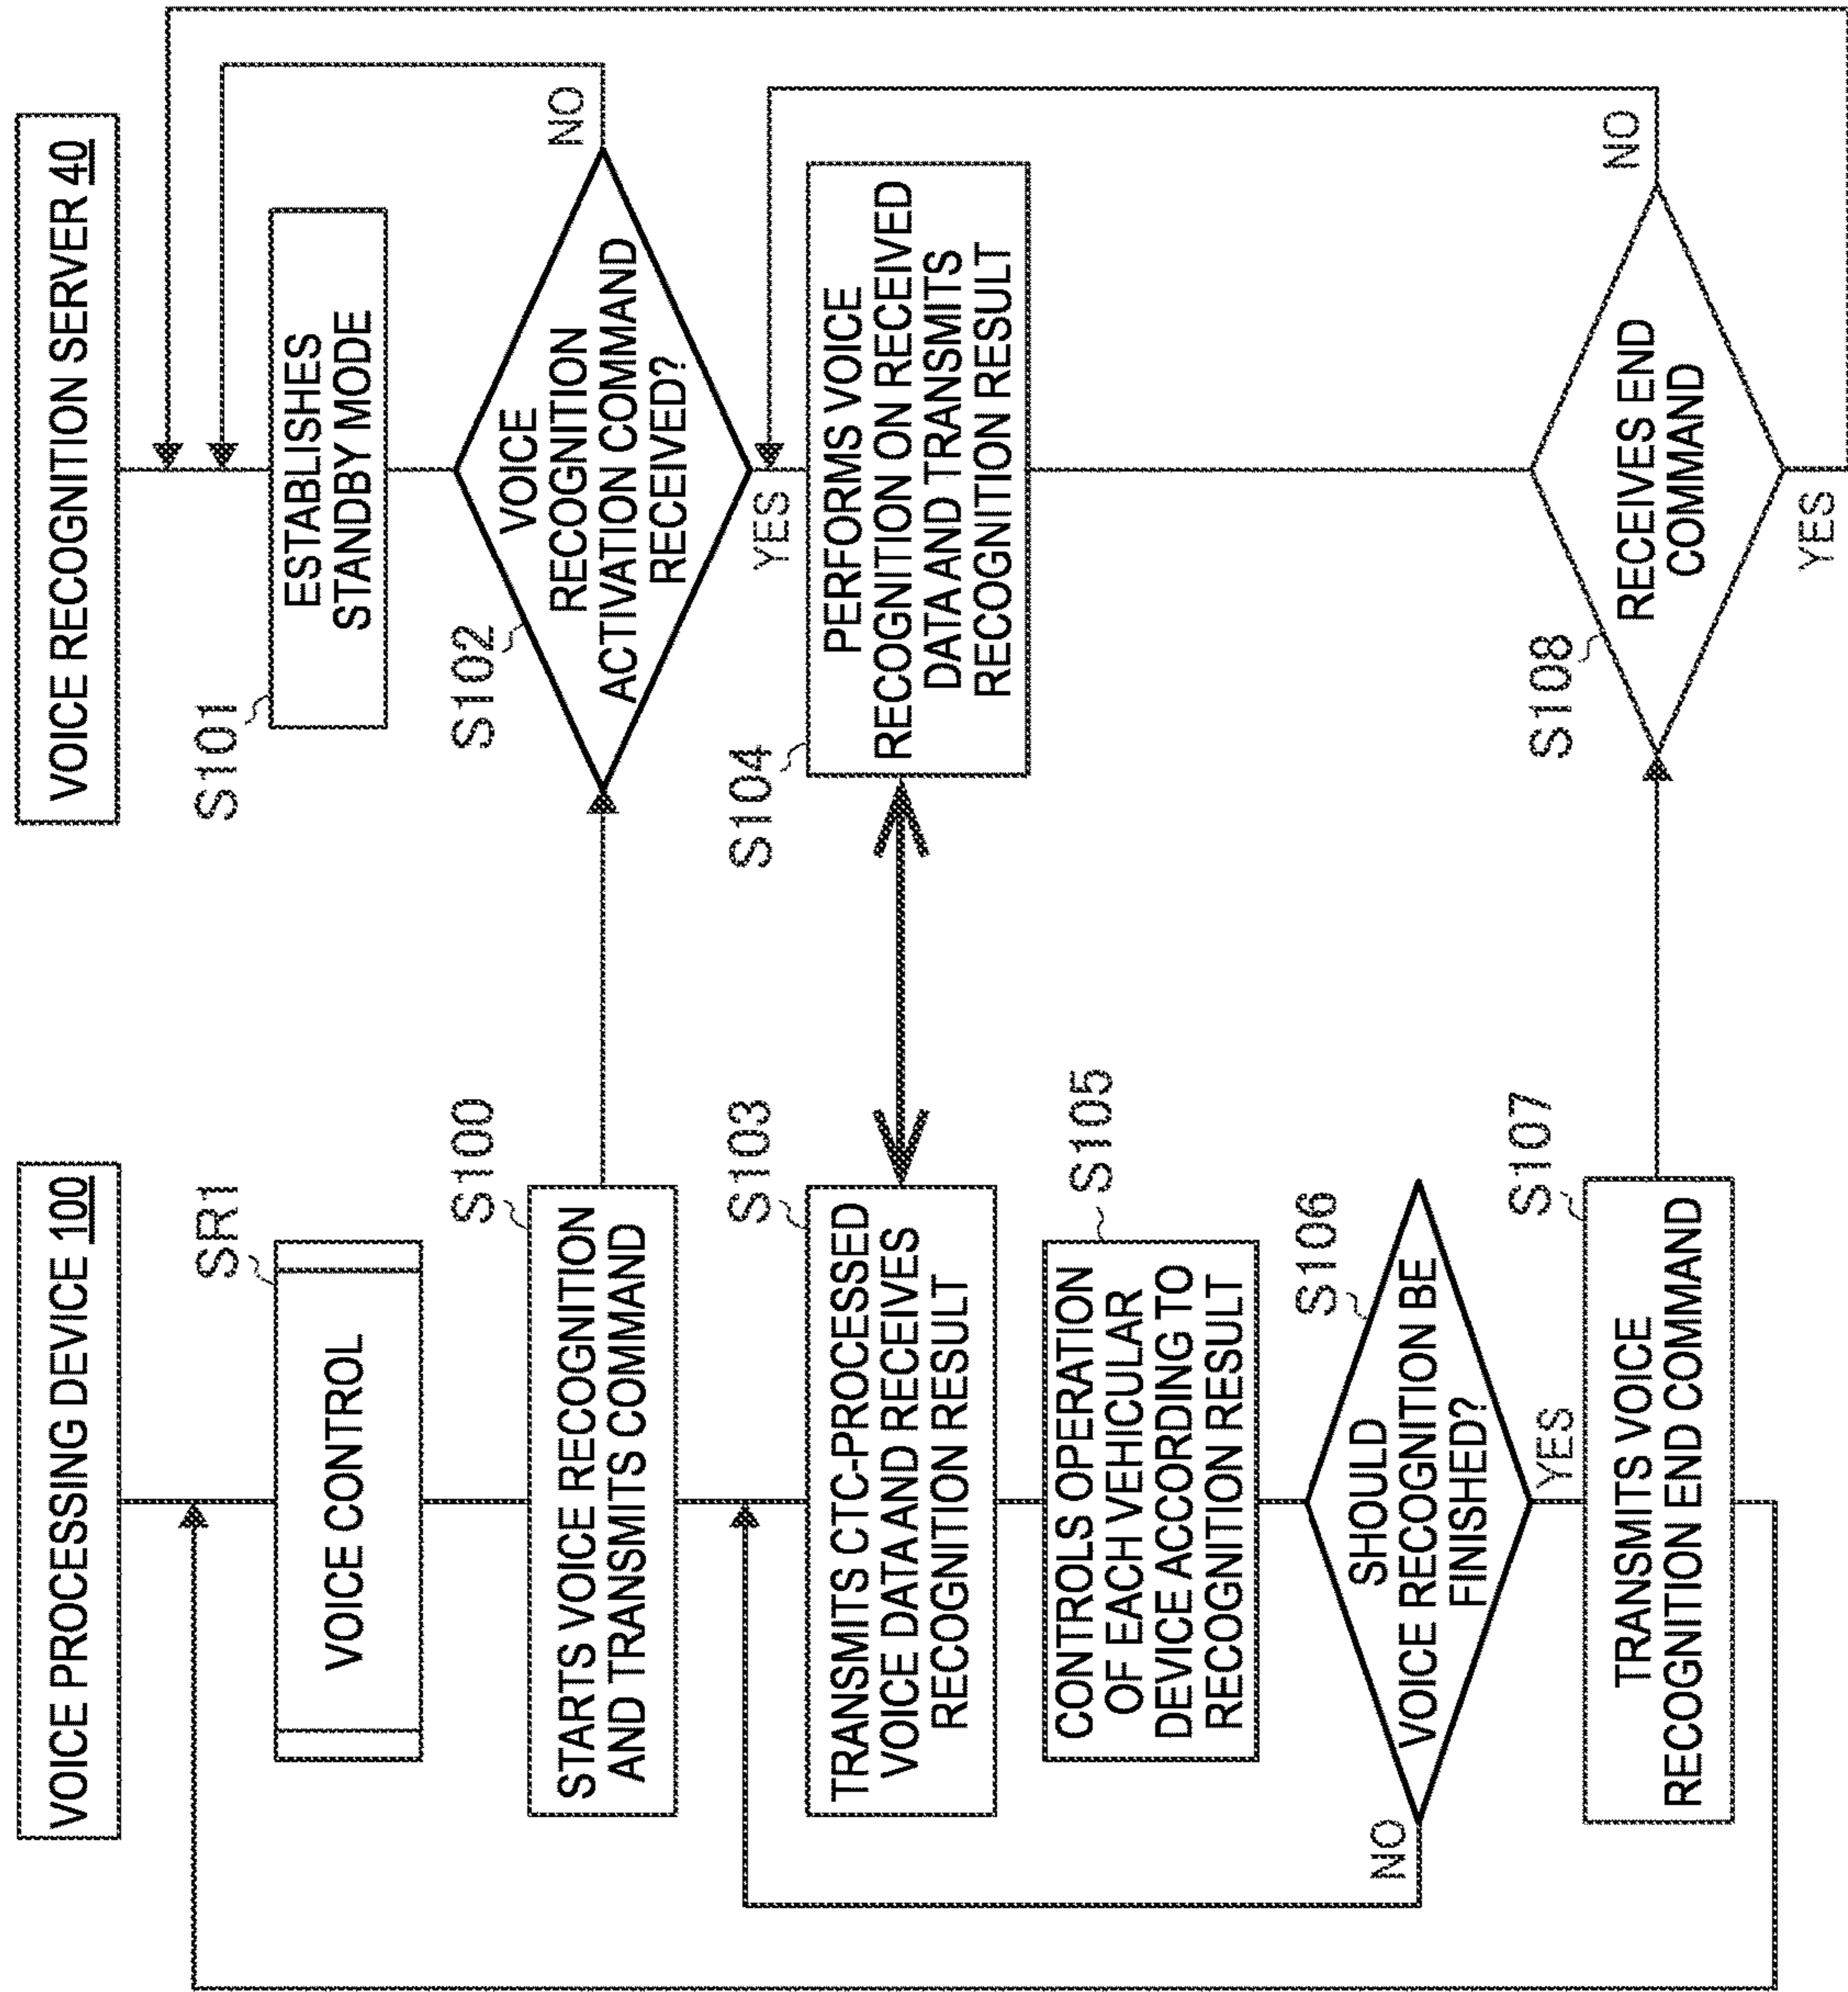 VOICE PROCESSING DEVICE 100
SR1
VOICE CONTROL
S100
STARTS VOICE RECOGNITION
AND TRANSMITS COMMAND
S103
TRANSMITS CTC-PROCESSED
VOICE DATA AND RECEIVES
RECOGNITION RESULT
S105
CONTROLS OPERATION
OF EACH VEHICULAR
DEVICE ACCORDING TO
RECOGNITION RESULT
S106
SHOULD
VOICE RECOGNITION BE
FINISHED?
NO
YES
S107
TRANSMITS VOICE
RECOGNITION END COMMAND
VOICE RECOGNITION SERVER 40
S101
ESTABLISHES
STANDBY MODE
S102
VOICE
RECOGNITION
ACTIVATION COMMAND
RECEIVED?
NO
YES
S104
PERFORMS VOICE
RECOGNITION ON RECEIVED
DATA AND TRANSMITS
RECOGNITION RESULT
S108
RECEIVES END
COMMAND
NO
YES